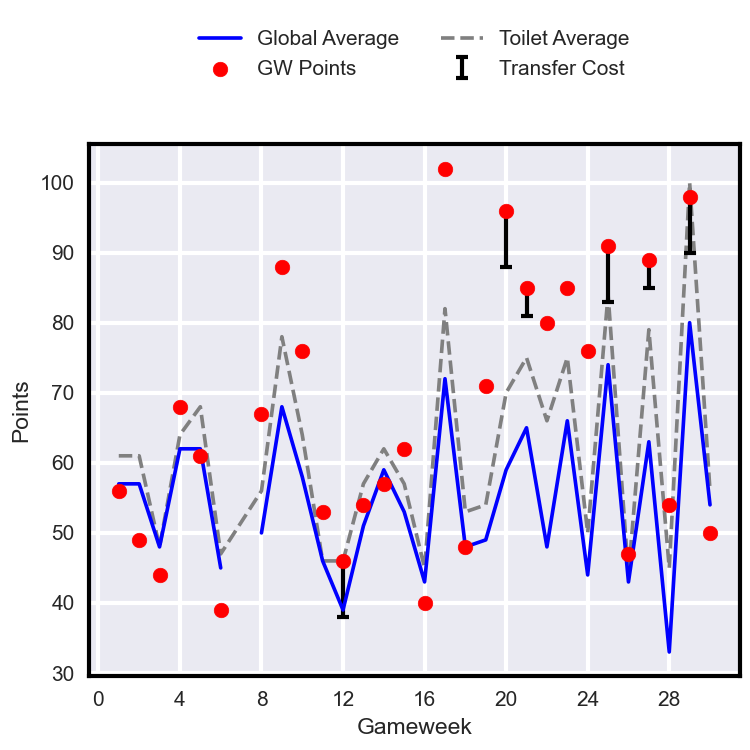 Global Average
Toilet Average
GW Points
Transfer Cost
100
90
80
70
60
50
40
30
Points
0 4 8 12 16 20 24 28
Gameweek